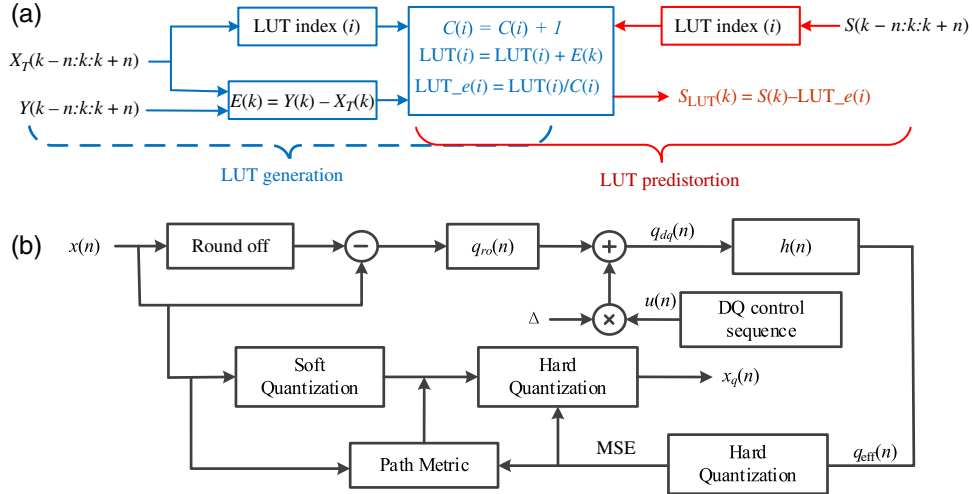 (a)
LUT index (i)
C(i) = C(i) + 1
LUT index (i)
S(k – n:k:k + n)
X_T(k – n:k:k + n)
LUT(i) = LUT(i) + E(k)
LUT_e(i) = LUT(i)/C(i)
E(k) = Y(k) – X_T(k)
S_LUT(k) = S(k)–LUT_e(i)
Y(k – n:k:k + n)
LUT generation
LUT predistortion
(b)
x(n)
Round off
−
q_ro(n)
+
q_dq(n)
h(n)
Δ
×
u(n)
DQ control
sequence
Soft
Quantization
Hard
Quantization
x_q(n)
Path Metric
MSE
Hard
Quantization
q_eff(n)